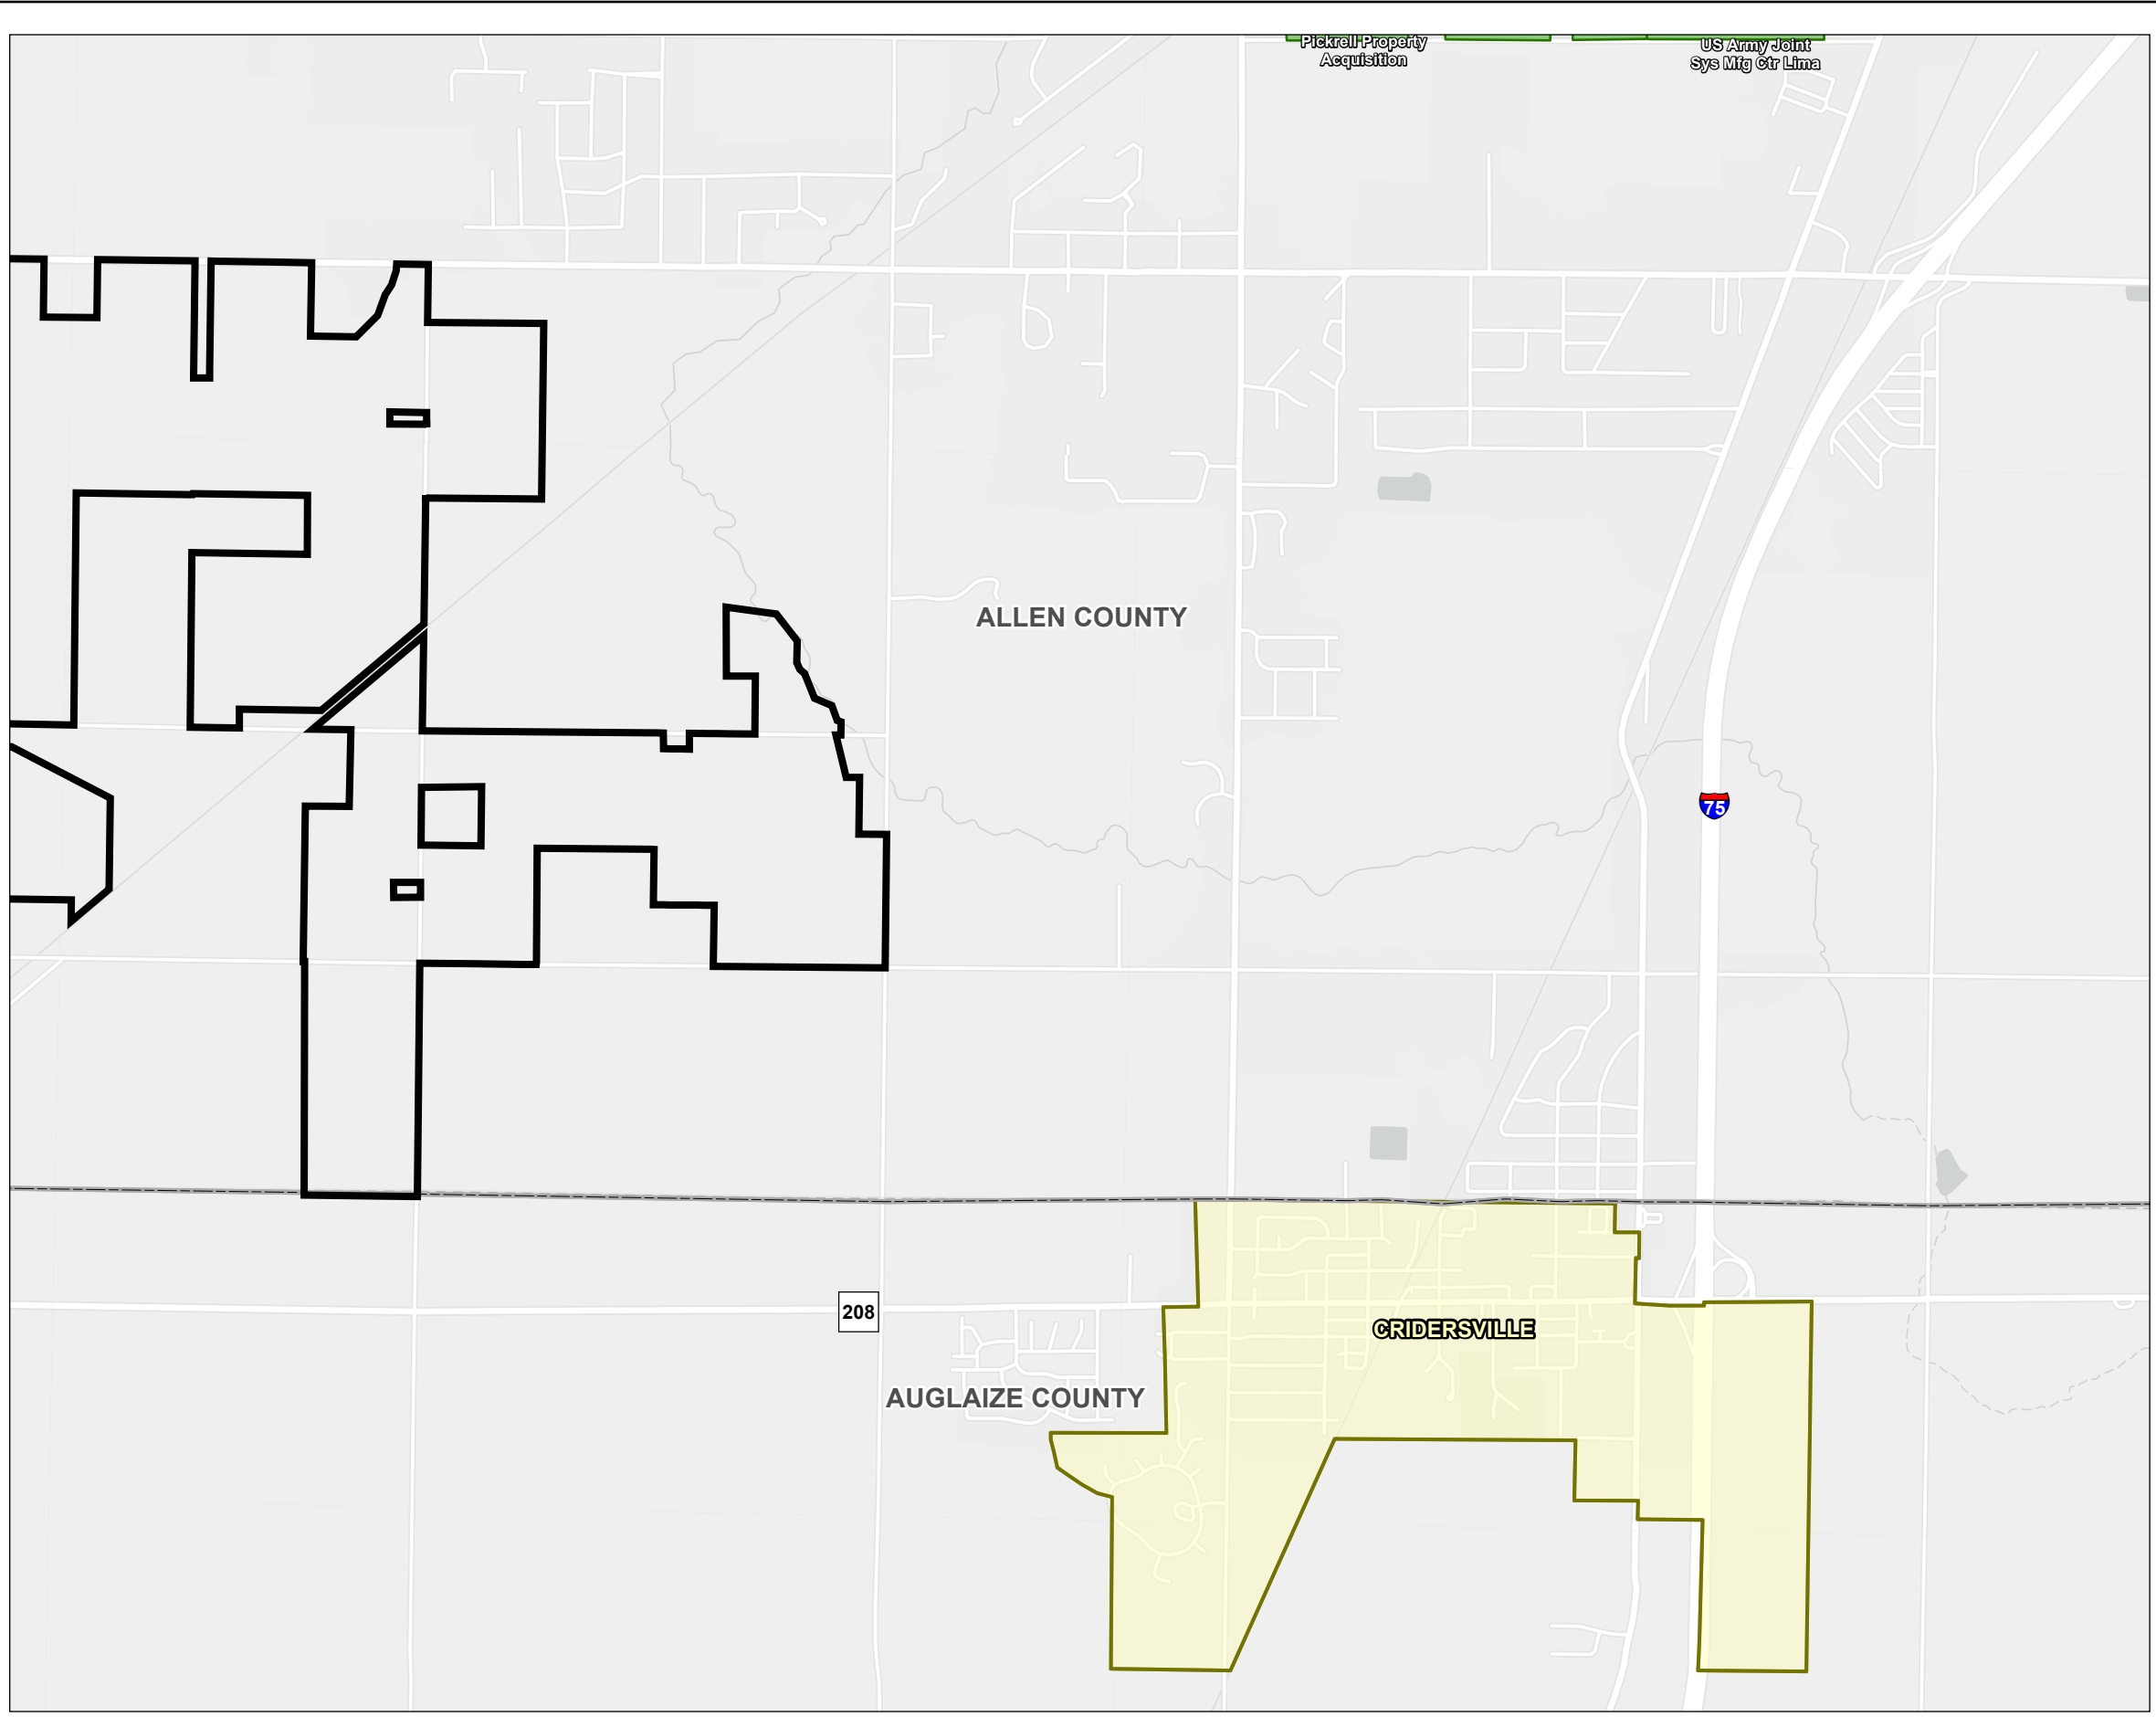 Pickrell Property
Acquisition
US Army Joint
Sys Mfg Ctr Lima
ALLEN COUNTY
75
208
CRIDERSVILLE
AUGLAIZE COUNTY